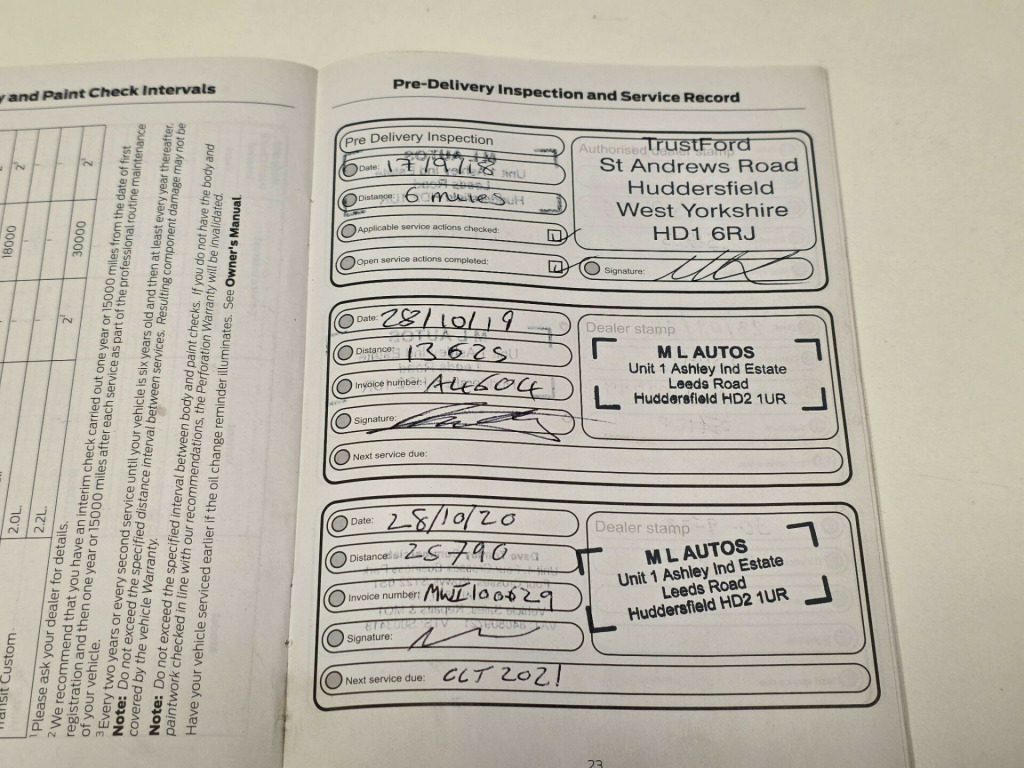 y and Paint Check Intervals
18000
2¹
30000
2¹
2¹
2.0L.
2.2L.
Transit Custom.
¹ Please ask your dealer for details.
² We recommend that you have an interim check carried out one year or 15000 miles from the date of first
registration and then one year or 15000 miles after each service as part of the professional routine maintenance
of your vehicle.
³ Every two years or every second service until your vehicle is six years old and then at least every year thereafter.
Note: Do not exceed the specified distance interval between services. Resulting component damage may not be
covered by the vehicle Warranty.
Note: Do not exceed the specified interval between body and paint checks. If you do not have the body and
paintwork checked in line with our recommendations, the Perforation Warranty will be invalidated.
Have your vehicle serviced earlier if the oil change reminder illuminates. See Owner's Manual.
Pre-Delivery Inspection and Service Record
Pre Delivery Inspection
Date: 17/9/18
Distance: 6 miles
Applicable service actions checked:
Open service actions completed:
Authorised dealer stamp
TrustFord
St Andrews Road
Huddersfield
West Yorkshire
HD1 6RJ
Signature:
Date: 28/10/19
Distance: 13625
Invoice number: AL4604
Signature:
Next service due:
Dealer stamp
M L AUTOS
Unit 1 Ashley Ind Estate
Leeds Road
Huddersfield HD2 1UR
Date: 28/10/20
Distance: 25790
Invoice number: MWI100629
Signature:
Next service due: OCT 2021
Dealer stamp
M L AUTOS
Unit 1 Ashley Ind Estate
Leeds Road
Huddersfield HD2 1UR
23